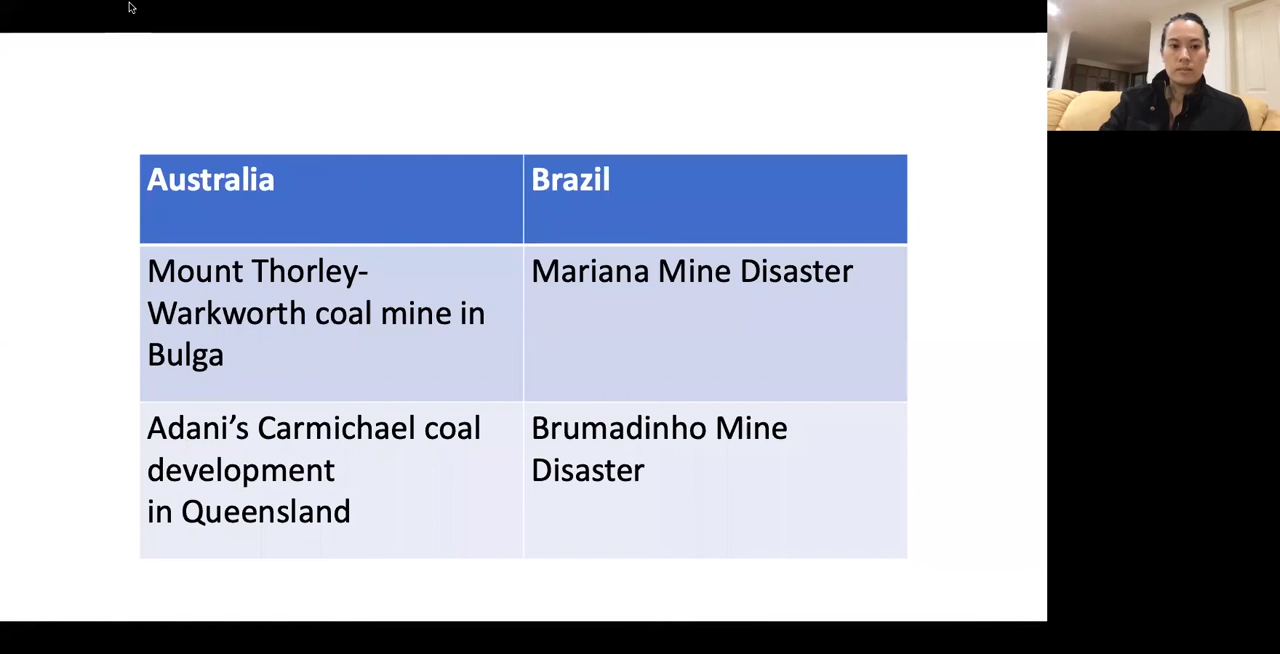 Australia
Brazil
Mount Thorley-
Warkworth coal mine in
Bulga
Mariana Mine Disaster
Adani’s Carmichael coal
development
in Queensland
Brumadinho Mine
Disaster